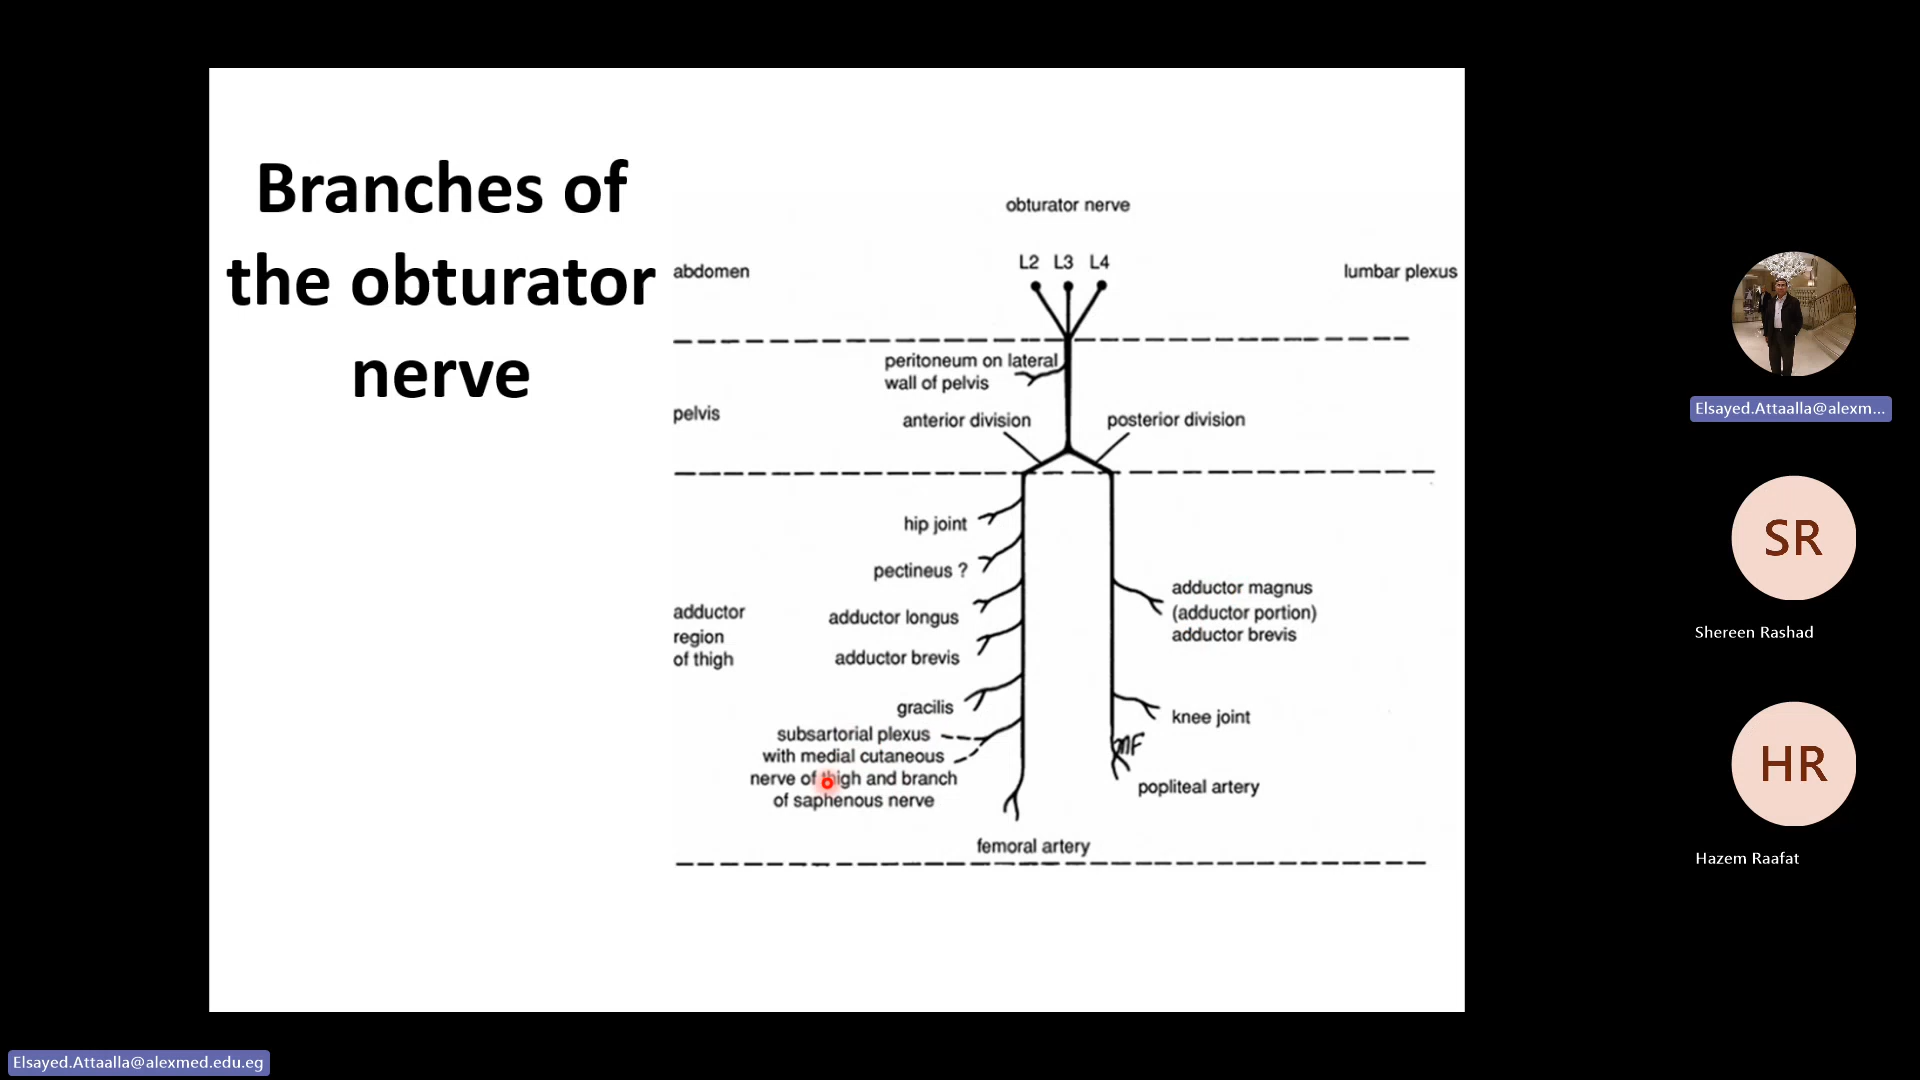 Branches of
the obturator
nerve
obturator nerve
L2 L3 L4
abdomen
lumbar plexus
peritoneum on lateral
wall of pelvis
pelvis
anterior division
posterior division
hip joint
pectineus ?
adductor longus
adductor brevis
gracilis
adductor
region
of thigh
subsartorial plexus
with medial cutaneous
nerve of thigh and branch
of saphenous nerve
femoral artery
adductor magnus
(adductor portion)
adductor brevis
knee joint
popliteal artery
Elsayed.Attaalla@alexm...
SR
Shereen Rashad
HR
Hazem Raafat
Elsayed.Attaalla@alexmed.edu.eg